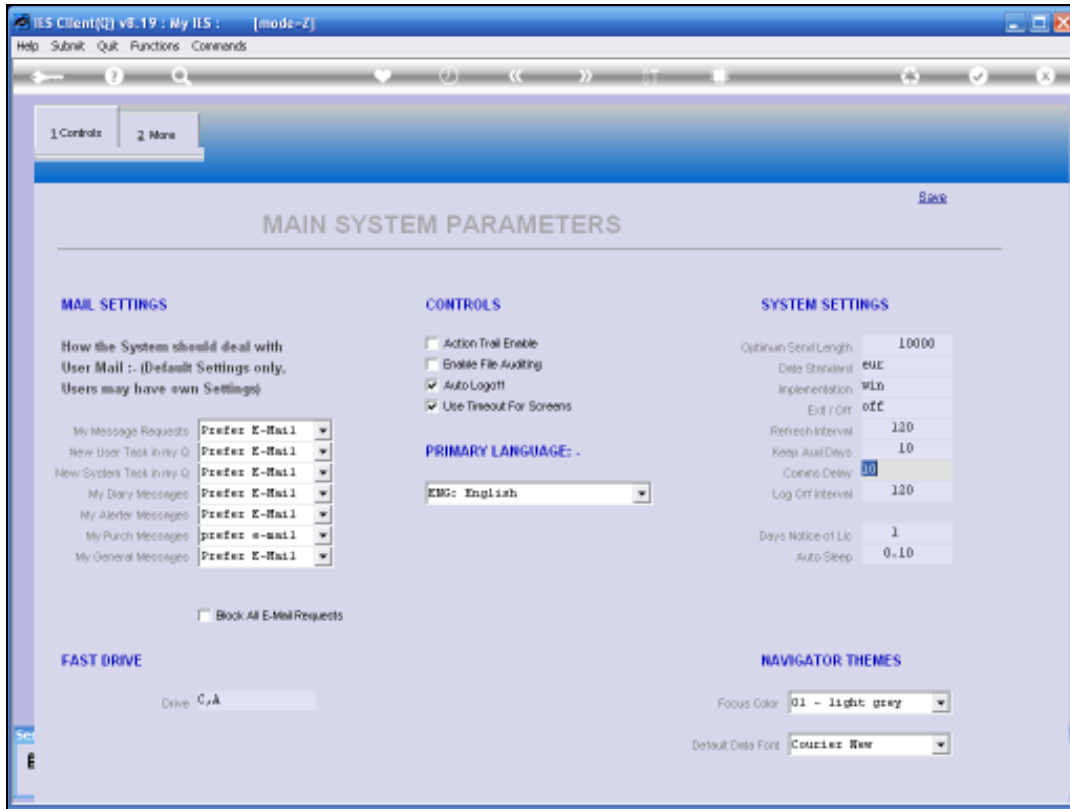 IES Client(Q) v8.19 : My IES : [mode=Z]
Help Submit Quit Functions Commands
1 Controls
2 More
Save
MAIN SYSTEM PARAMETERS
MAIL SETTINGS
How the System should deal with
User Mail :- (Default Settings only,
Users may have own Settings)
My Message Requests Prefer E-Mail
New User Task in my Q Prefer E-Mail
New System Task in my Q Prefer E-Mail
My Diary Messages Prefer E-Mail
My Alerter Messages Prefer E-Mail
My Purch Messages prefer e-mail
My General Messages Prefer E-Mail
Block All E-Mail Requests
FAST DRIVE
Drive C,A
CONTROLS
Action Trail Enable
Enable File Auditing
Auto Logoff
Use Timeout For Screens
PRIMARY LANGUAGE: -
ENG: English
SYSTEM SETTINGS
Optimum Send Length 10000
Date Standard eur
Implementation win
Exit / Off off
Refresh Interval 120
Keep Avail Days 10
Comms Delay 10
Log Off Interval 120
Days Notice of Lic 1
Auto Sleep 0.10
NAVIGATOR THEMES
Focus Color 01 - light grey
Default Data Font Courier New